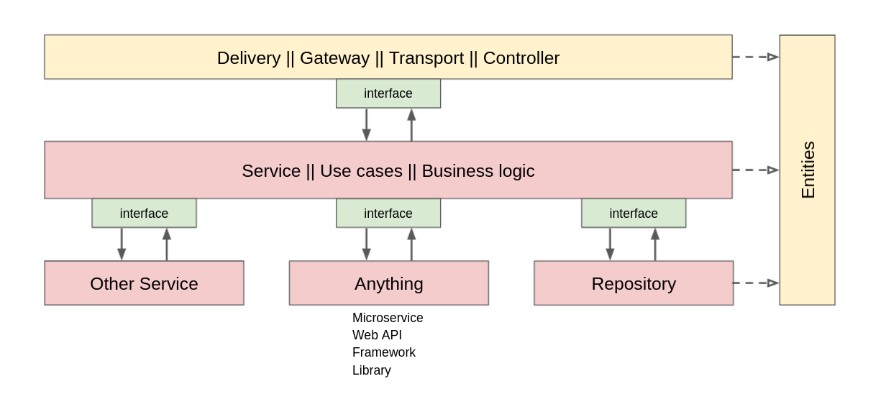 Delivery || Gateway || Transport || Controller
interface
Service || Use cases || Business logic
interface
interface
interface
Other Service
Anything
Repository
Microservice
Web API
Framework
Library
Entities